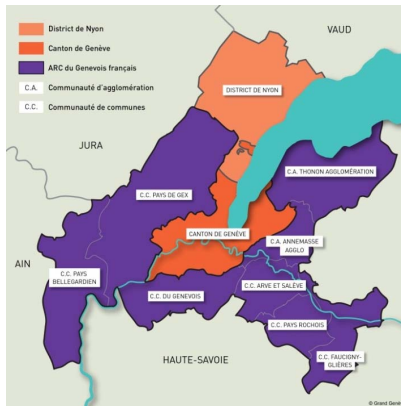 District de Nyon
Canton de Genève
ARC du Genevois français
C.A. Communauté d'agglomération
C.C. Communauté de communes
VAUD
DISTRICT DE NYON
JURA
C.A. THONON AGGLOMÉRATION
C.C. PAYS DE GEX
CANTON DE GENÈVE
C.A. ANNEMASSE
AGGLO
AIN
C.C. PAYS
BELLEGARDIEN
C.C. DU GENEVOIS
C.C. ARVE ET SALÈVE
C.C. PAYS ROCHOIS
HAUTE-SAVOIE
C.C. FAUCIGNY-
GLIÈRES
© Grand Genè